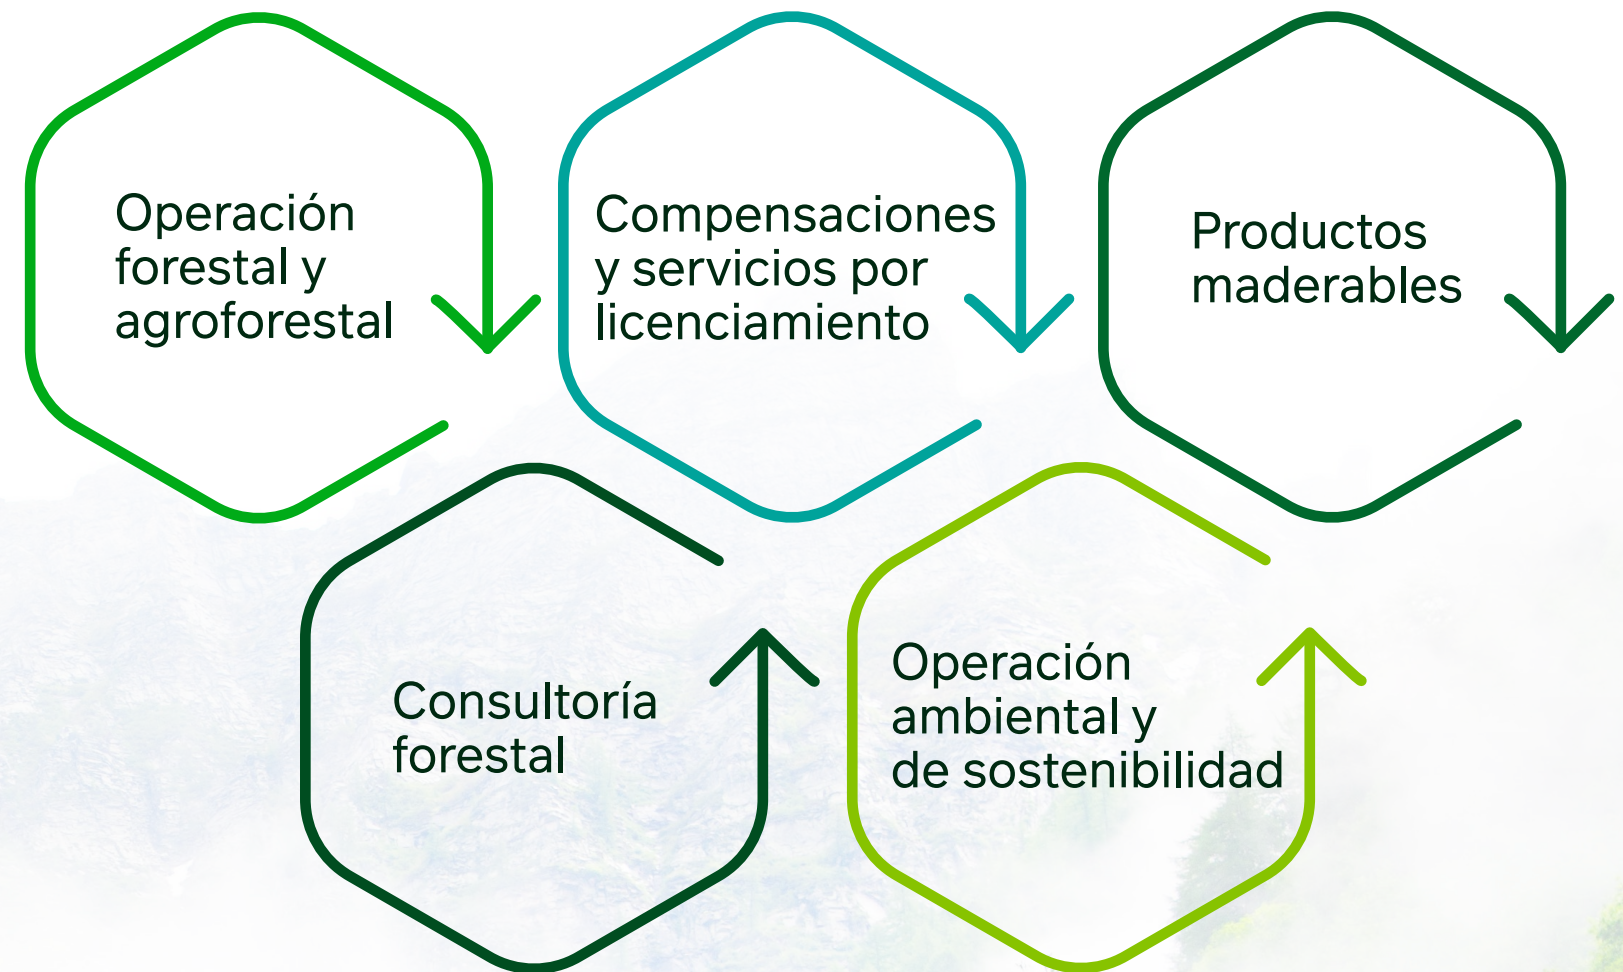 Operación
forestal y
agroforestal
Compensaciones
y servicios por
licenciamiento
Productos
maderables
Consultoría
forestal
Operación
ambiental y
de sostenibilidad